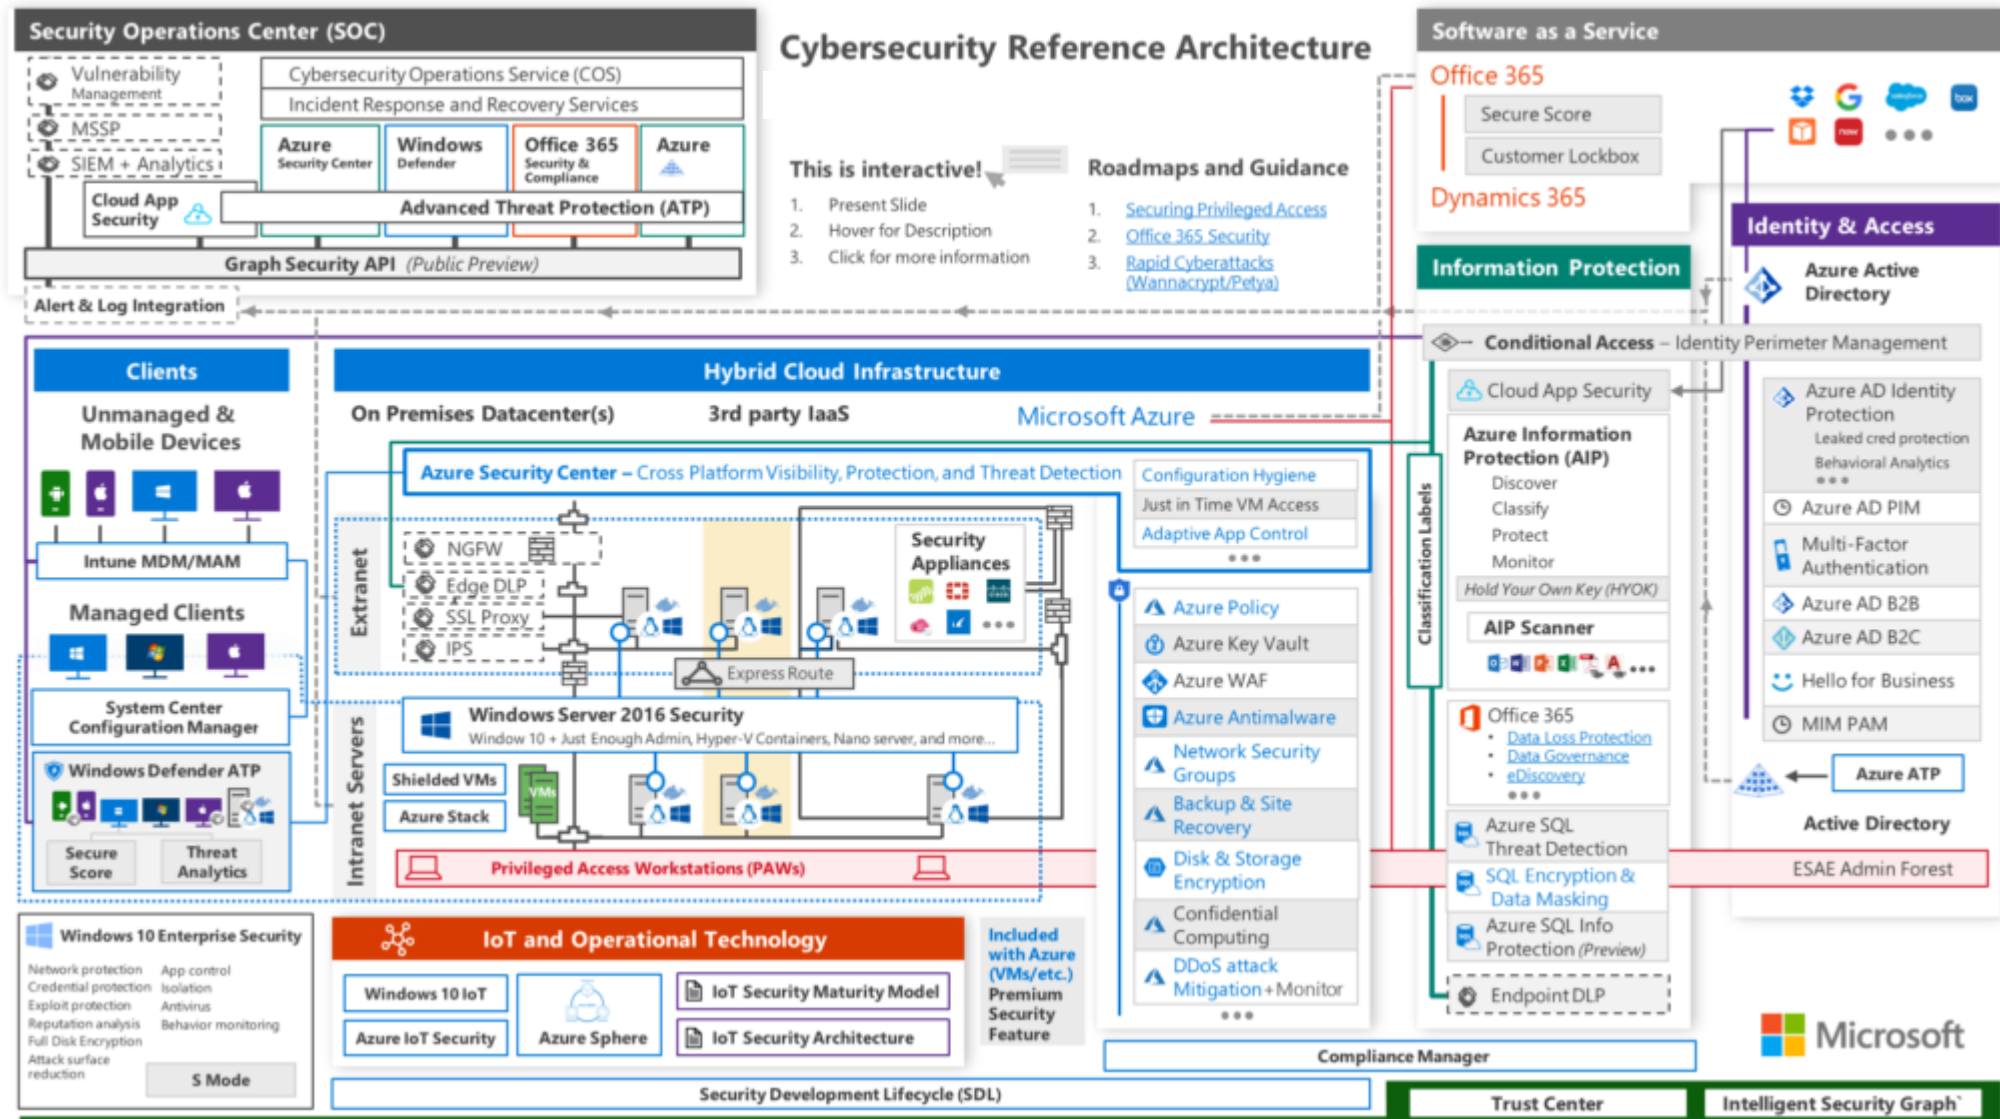 Security Operations Center (SOC)
Vulnerability
Management
MSSP
SIEM + Analytics
Cybersecurity Operations Service (COS)
Incident Response and Recovery Services
Azure
Security Center
Windows
Defender
Office 365
Security &
Compliance
Azure
Cloud App
Security
Advanced Threat Protection (ATP)
Graph Security API (Public Preview)
Alert & Log Integration
Cybersecurity Reference Architecture
This is interactive!
1. Present Slide
2. Hover for Description
3. Click for more information
Roadmaps and Guidance
1. Securing Privileged Access
2. Office 365 Security
3. Rapid Cyberattacks
(Wannacrypt/Petya)
Software as a Service
Office 365
Secure Score
Customer Lockbox
Dynamics 365
salesforce
box
now
Identity & Access
Azure Active
Directory
Information Protection
Conditional Access – Identity Perimeter Management
Clients
Unmanaged &
Mobile Devices
Intune MDM/MAM
Managed Clients
System Center
Configuration Manager
Windows Defender ATP
Secure
Score
Threat
Analytics
Hybrid Cloud Infrastructure
On Premises Datacenter(s)
3rd party IaaS
Microsoft Azure
Azure Security Center – Cross Platform Visibility, Protection, and Threat Detection
Configuration Hygiene
Just in Time VM Access
Adaptive App Control
Extranet
NGFW
Edge DLP
SSL Proxy
IPS
Security
Appliances
Express Route
Intranet Servers
Windows Server 2016 Security
Window 10 + Just Enough Admin, Hyper-V Containers, Nano server, and more...
Shielded VMs
Azure Stack
VMs
Privileged Access Workstations (PAWs)
Azure Policy
Azure Key Vault
Azure WAF
Azure Antimalware
Network Security
Groups
Backup & Site
Recovery
Disk & Storage
Encryption
Confidential
Computing
DDoS attack
Mitigation+Monitor
Classification Labels
Cloud App Security
Azure Information
Protection (AIP)
Discover
Classify
Protect
Monitor
Hold Your Own Key (HYOK)
AIP Scanner
Office 365
• Data Loss Protection
• Data Governance
• eDiscovery
Azure SQL
Threat Detection
SQL Encryption &
Data Masking
Azure SQL Info
Protection (Preview)
Endpoint DLP
Azure AD Identity
Protection
Leaked cred protection
Behavioral Analytics
Azure AD PIM
Multi-Factor
Authentication
Azure AD B2B
Azure AD B2C
Hello for Business
MIM PAM
Azure ATP
Active Directory
ESAE Admin Forest
Windows 10 Enterprise Security
Network protection
Credential protection
Exploit protection
Reputation analysis
Full Disk Encryption
Attack surface
reduction
App control
Isolation
Antivirus
Behavior monitoring
S Mode
IoT and Operational Technology
Windows 10 IoT
Azure IoT Security
Azure Sphere
IoT Security Maturity Model
IoT Security Architecture
Included
with Azure
(VMs/etc.)
Premium
Security
Feature
Compliance Manager
Microsoft
Security Development Lifecycle (SDL)
Trust Center
Intelligent Security Graph`